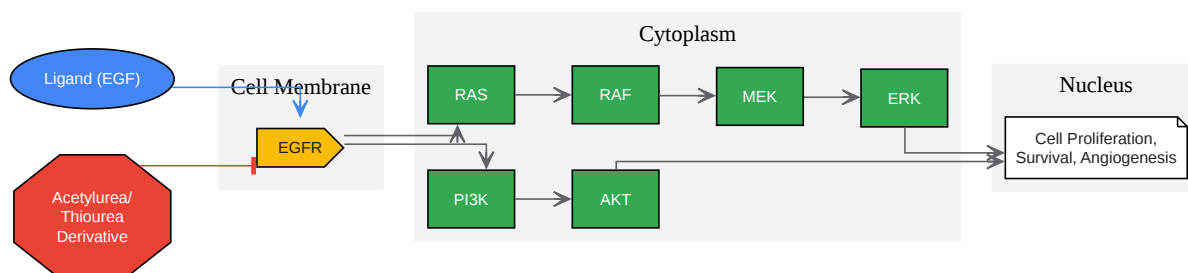 Ligand (EGF)
Acetylurea/
Thiourea
Derivative
Cell Membrane
EGFR
Cytoplasm
RAS
RAF
MEK
ERK
PI3K
AKT
Nucleus
Cell Proliferation,
Survival, Angiogenesis